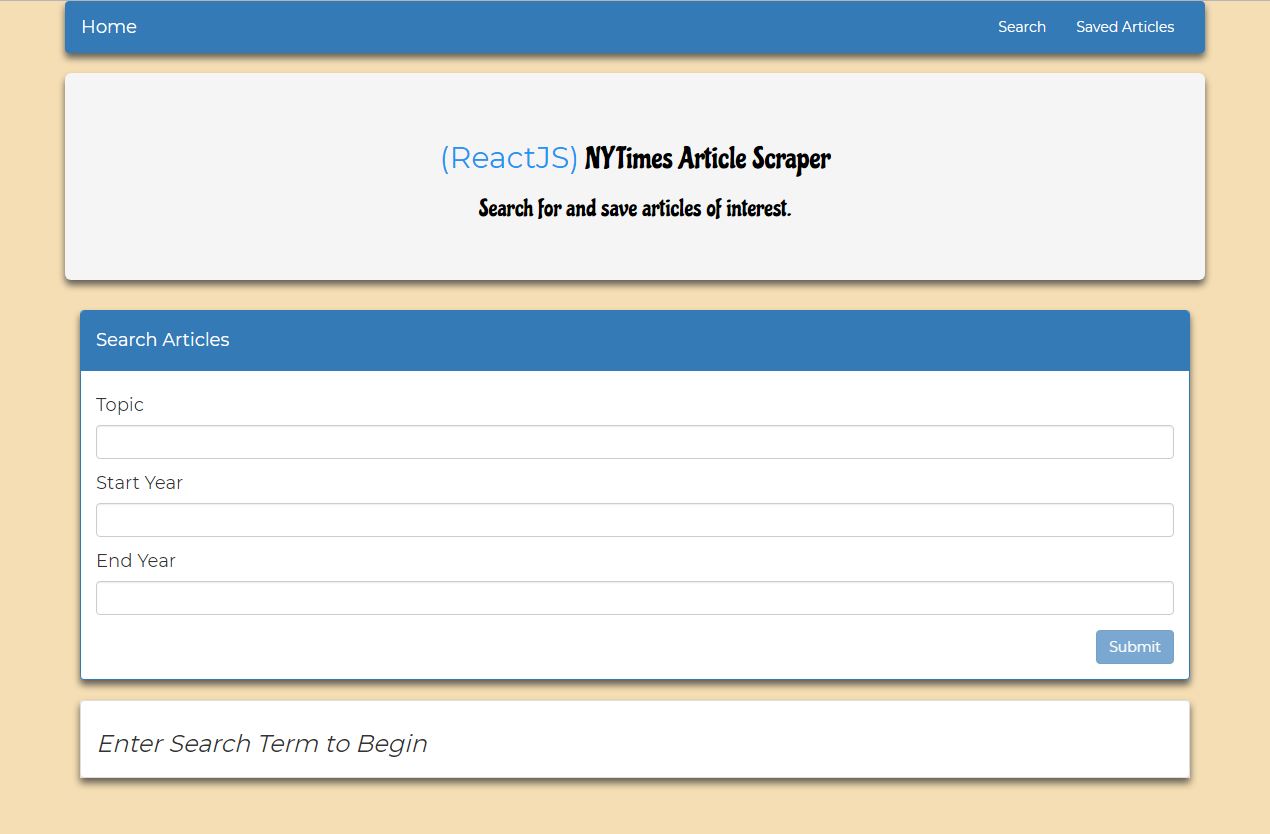 Home Search Saved Articles
(ReactJS) NYTimes Article Scraper
Search for and save articles of interest.
Search Articles
Topic
Start Year
End Year
Submit
Enter Search Term to Begin